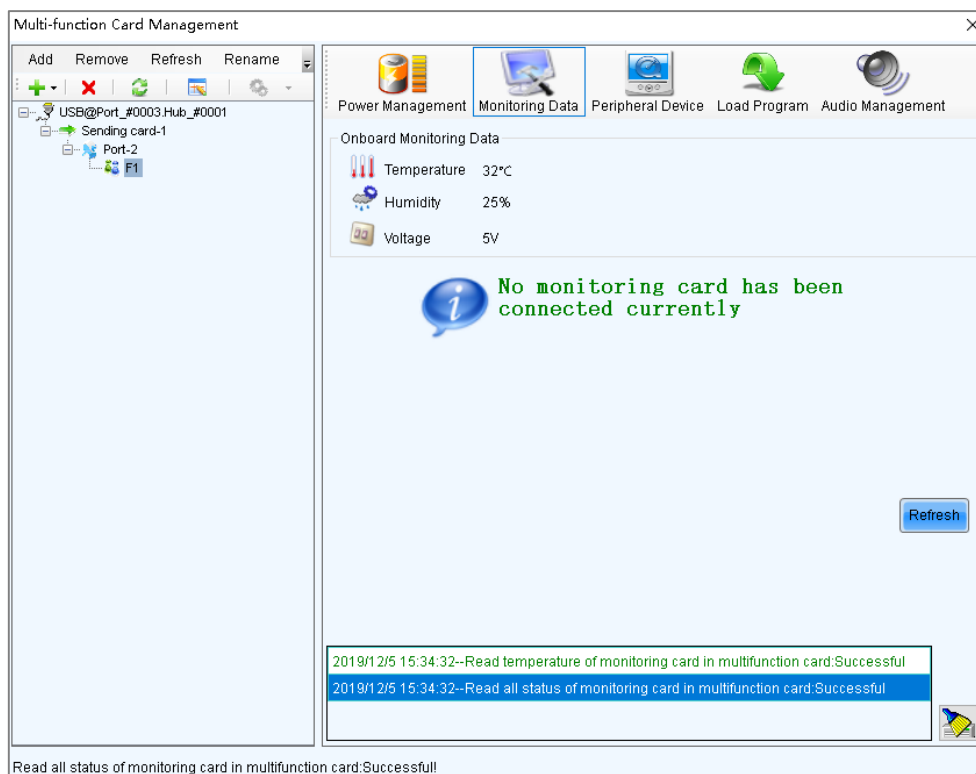 Multi-function Card Management
Add Remove Refresh Rename
USB@Port_#0003.Hub_#0001
Sending card-1
Port-2
F1
Power Management Monitoring Data Peripheral Device Load Program Audio Management
Onboard Monitoring Data
Temperature 32℃
Humidity 25%
Voltage 5V
No monitoring card has been
connected currently
Refresh
2019/12/5 15:34:32--Read temperature of monitoring card in multifunction card:Successful
2019/12/5 15:34:32--Read all status of monitoring card in multifunction card:Successful
Read all status of monitoring card in multifunction card:Successful!